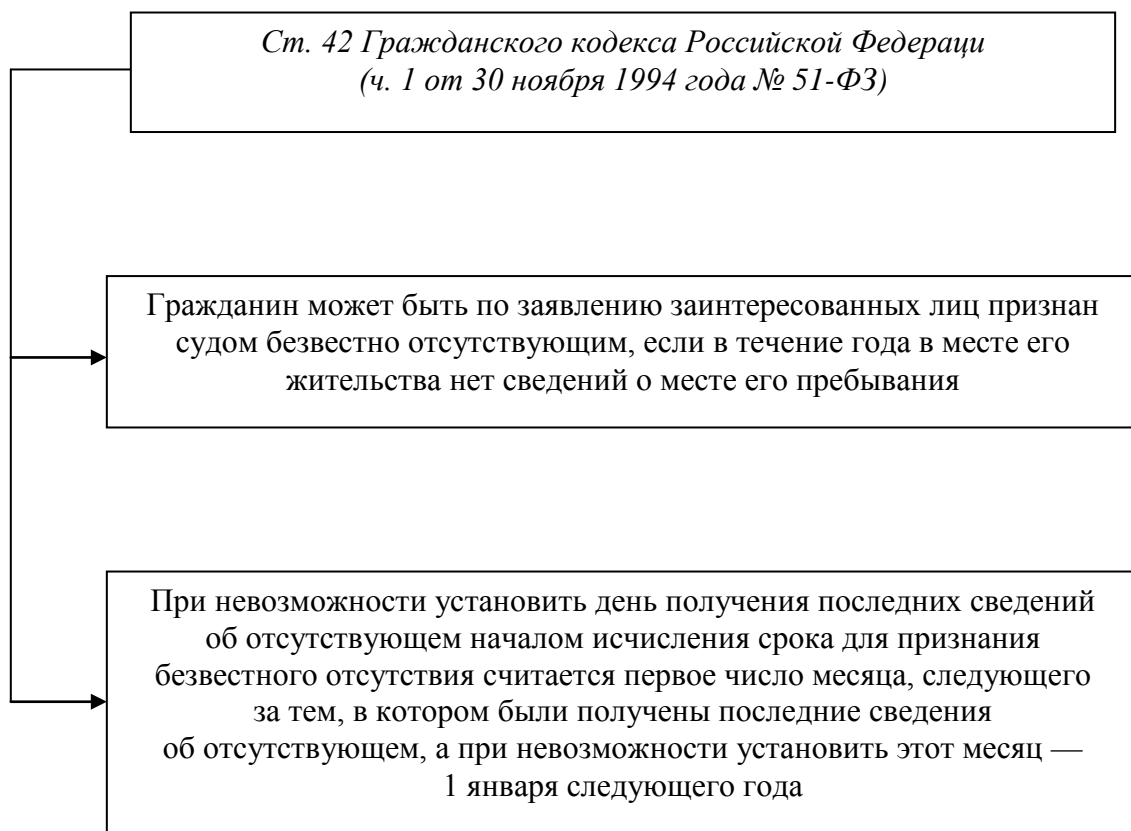 Ст. 42 Гражданского кодекса Российской Федераци
(ч. 1 от 30 ноября 1994 года № 51-ФЗ)
Гражданин может быть по заявлению заинтересованных лиц признан
судом безвестно отсутствующим, если в течение года в месте его
жительства нет сведений о месте его пребывания
При невозможности установить день получения последних сведений
об отсутствующем началом исчисления срока для признания
безвестного отсутствия считается первое число месяца, следующего
за тем, в котором были получены последние сведения
об отсутствующем, а при невозможности установить этот месяц —
1 января следующего года